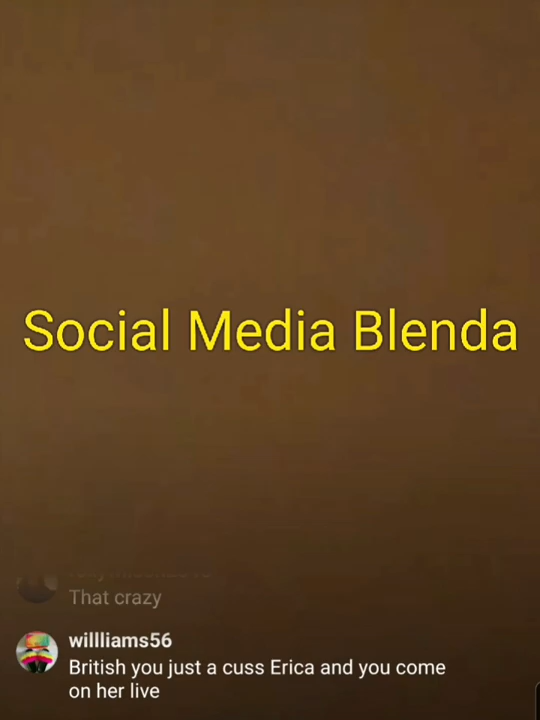 Social Media Blenda
That crazy
willliams56
British you just a cuss Erica and you come
on her live